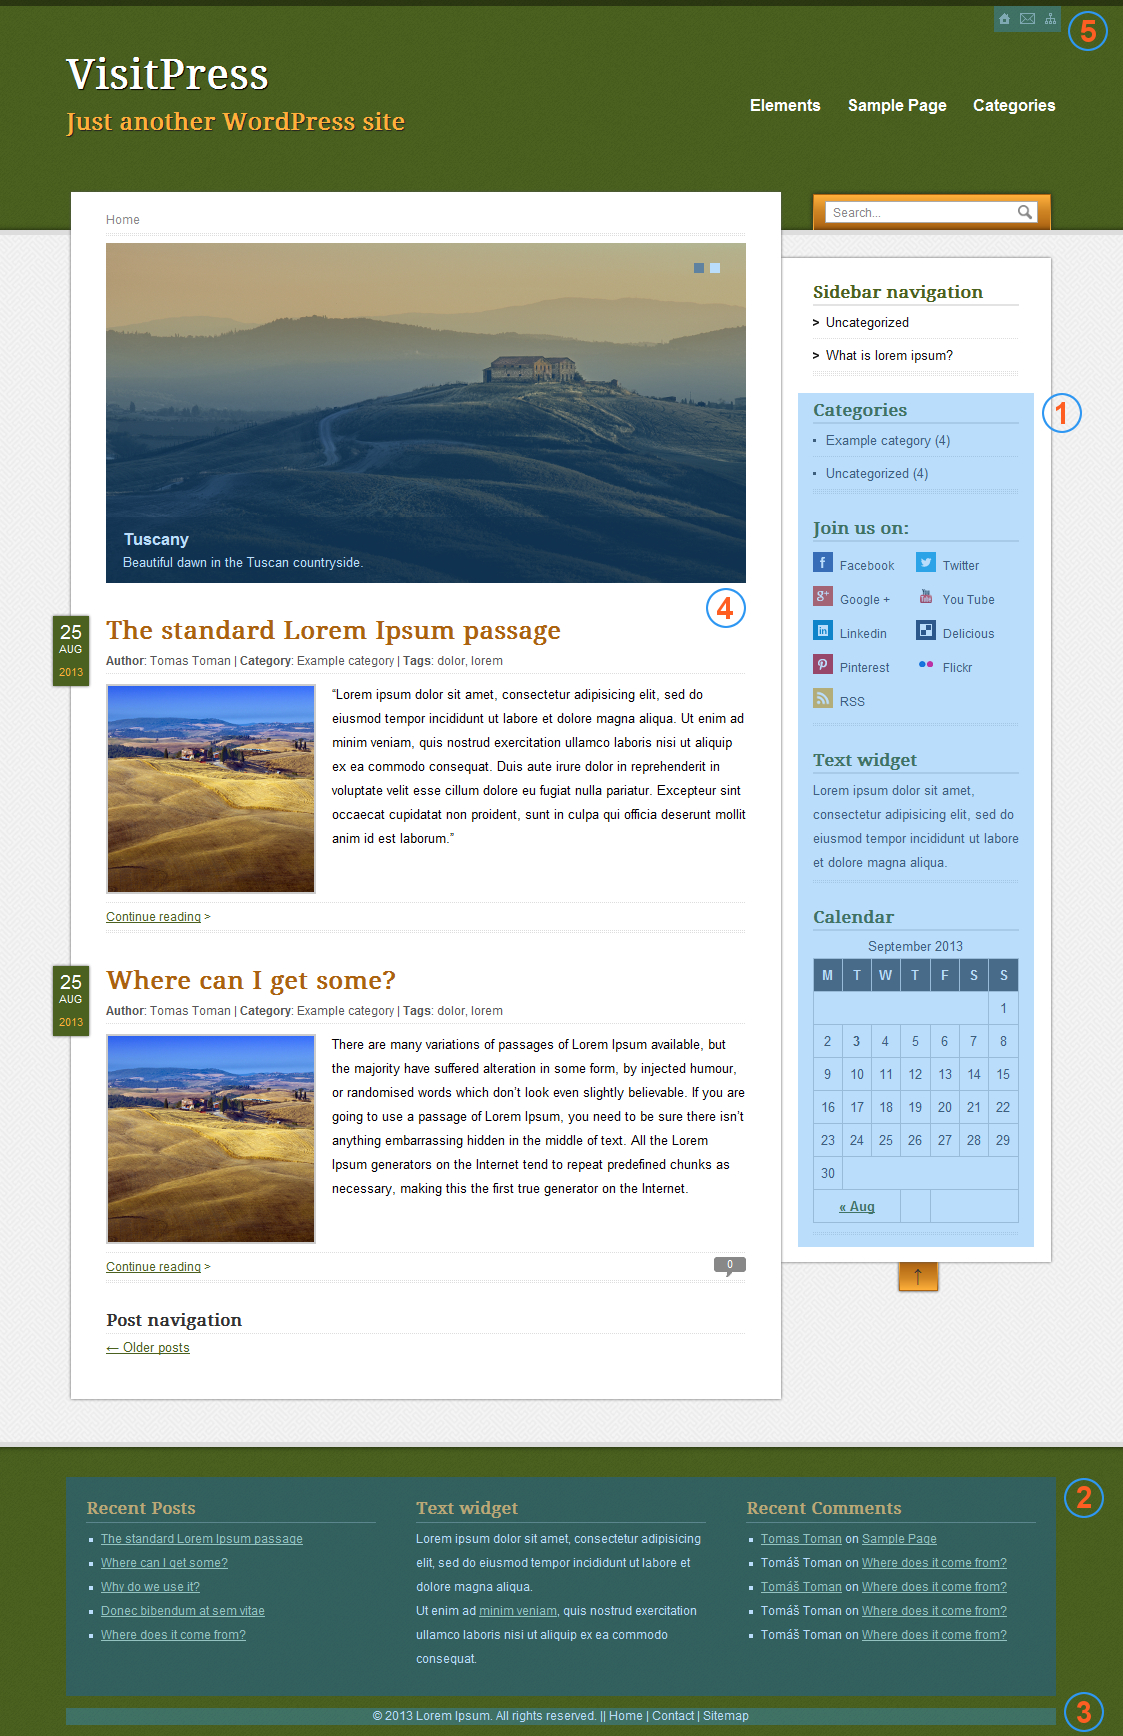 5
VisitPress
Just another WordPress site
Elements Sample Page Categories
Home
Search...
Tuscany
Beautiful dawn in the Tuscan countryside.
4
25
AUG
2013
The standard Lorem Ipsum passage
Author: Tomas Toman | Category: Example category | Tags: dolor, lorem
“Lorem ipsum dolor sit amet, consectetur adipisicing elit, sed do
eiusmod tempor incididunt ut labore et dolore magna aliqua. Ut enim ad
minim veniam, quis nostrud exercitation ullamco laboris nisi ut aliquip
ex ea commodo consequat. Duis aute irure dolor in reprehenderit in
voluptate velit esse cillum dolore eu fugiat nulla pariatur. Excepteur sint
occaecat cupidatat non proident, sunt in culpa qui officia deserunt mollit
anim id est laborum.”
Continue reading >
25
AUG
2013
Where can I get some?
Author: Tomas Toman | Category: Example category | Tags: dolor, lorem
There are many variations of passages of Lorem Ipsum available, but
the majority have suffered alteration in some form, by injected humour,
or randomised words which don’t look even slightly believable. If you are
going to use a passage of Lorem Ipsum, you need to be sure there isn’t
anything embarrassing hidden in the middle of text. All the Lorem
Ipsum generators on the Internet tend to repeat predefined chunks as
necessary, making this the first true generator on the Internet.
Continue reading >
0
Post navigation
← Older posts
Sidebar navigation
> Uncategorized
> What is lorem ipsum?
1
Categories
Example category (4)
Uncategorized (4)
Join us on:
Facebook Twitter
Google + You Tube
Linkedin Delicious
Pinterest Flickr
RSS
Text widget
Lorem ipsum dolor sit amet,
consectetur adipisicing elit, sed do
eiusmod tempor incididunt ut labore
et dolore magna aliqua.
Calendar
September 2013
M T W T F S S
1
2 3 4 5 6 7 8
9 10 11 12 13 14 15
16 17 18 19 20 21 22
23 24 25 26 27 28 29
30
« Aug
↑
2
Recent Posts
The standard Lorem Ipsum passage
Where can I get some?
Why do we use it?
Donec bibendum at sem vitae
Where does it come from?
Text widget
Lorem ipsum dolor sit amet, consectetur adipisicing
elit, sed do eiusmod tempor incididunt ut labore et
dolore magna aliqua.
Ut enim ad minim veniam, quis nostrud exercitation
ullamco laboris nisi ut aliquip ex ea commodo
consequat.
Recent Comments
Tomas Toman on Sample Page
Tomáš Toman on Where does it come from?
Tomáš Toman on Where does it come from?
Tomáš Toman on Where does it come from?
Tomáš Toman on Where does it come from?
3
© 2013 Lorem Ipsum. All rights reserved. || Home | Contact | Sitemap